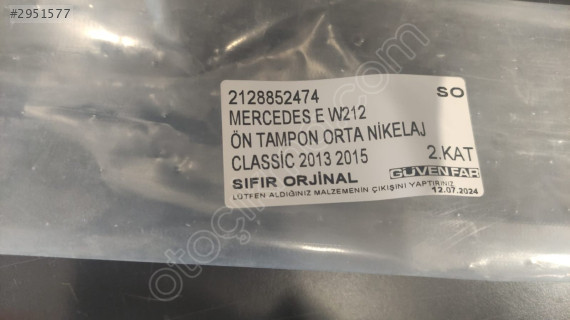 #2951577
2128852474 SO
MERCEDES E W212
ÖN TAMPON ORTA NİKELAJ
CLASSİC 2013 2015 2.KAT
SIFIR ORJİNAL GÜVENFAR
LÜTFEN ALDIĞINIZ MALZEMENİN ÇIKIŞINI YAPTIRINIZ 12.07.2024